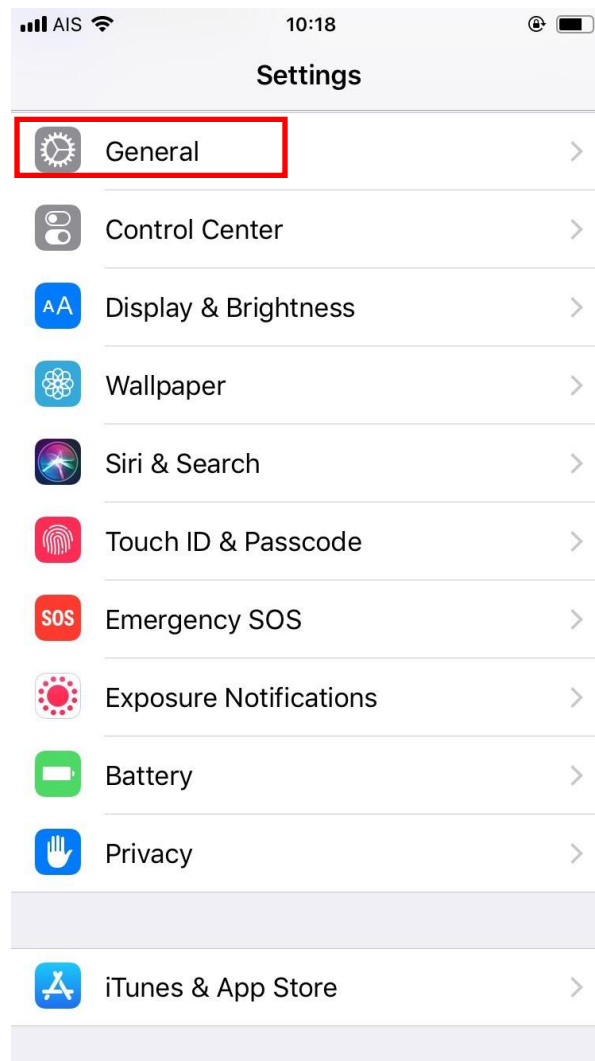 AIS 10:18
Settings
General
Control Center
AA Display & Brightness
Wallpaper
Siri & Search
Touch ID & Passcode
SOS Emergency SOS
Exposure Notifications
Battery
Privacy
iTunes & App Store